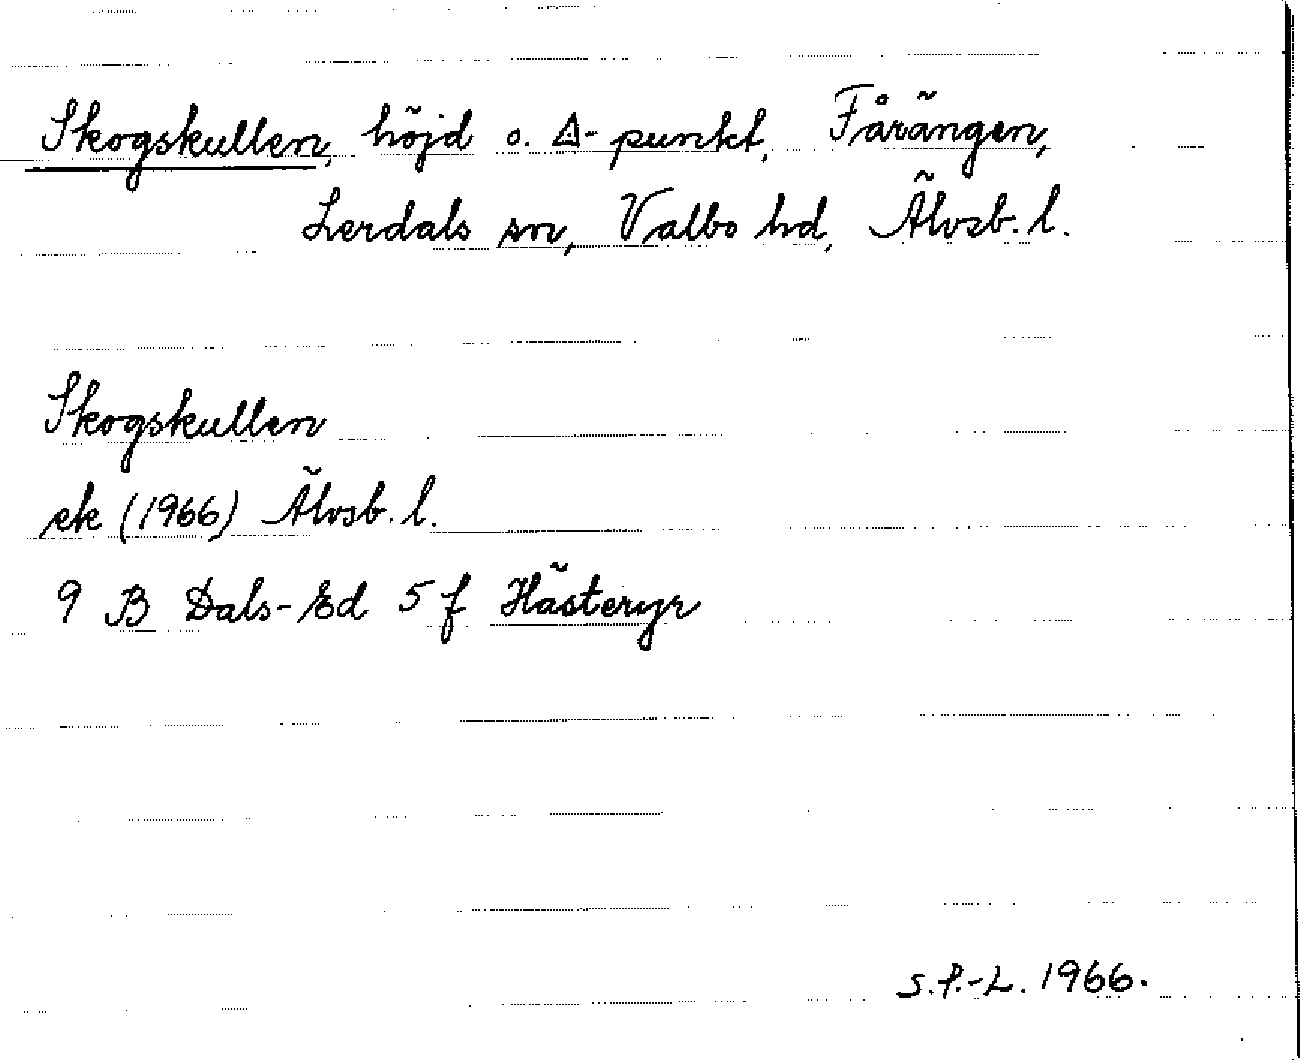 Skogskullen, höjd o. △-punkt, Fårängen,
Lerdals sn, Valbo hd, Älvsb. l.
Skogskullen
ek (1966) Älvsb. l.
9 B Dals-Ed 5 f Hästeryr
S.P.-L. 1966.